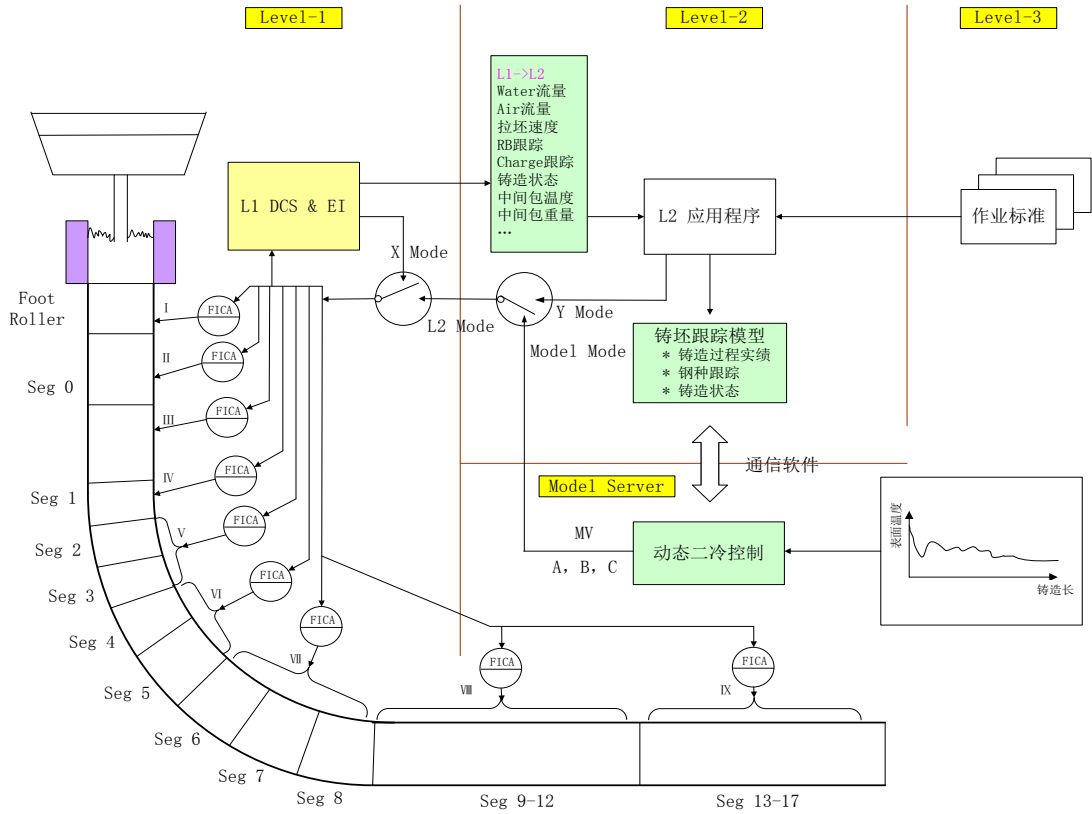 Level-1
Level-2
Level-3
L1->L2
Water流量
Air流量
拉坯速度
RB跟踪
Charge跟踪
铸造状态
中间包温度
中间包重量
…
L1 DCS & EI
L2 应用程序
作业标准
X Mode
L2 Mode
Y Mode
Model Mode
铸坯跟踪模型
* 铸造过程实绩
* 钢种跟踪
* 铸造状态
通信软件
Model Server
MV
A, B, C
动态二冷控制
表面温度
铸造长
Foot
Roller
Seg 0
Seg 1
Seg 2
Seg 3
Seg 4
Seg 5
Seg 6
Seg 7
Seg 8
Seg 9-12
Seg 13-17
I
FICA
II
FICA
III
FICA
IV
FICA
V
FICA
VI
FICA
VII
FICA
VIII
FICA
IX
FICA